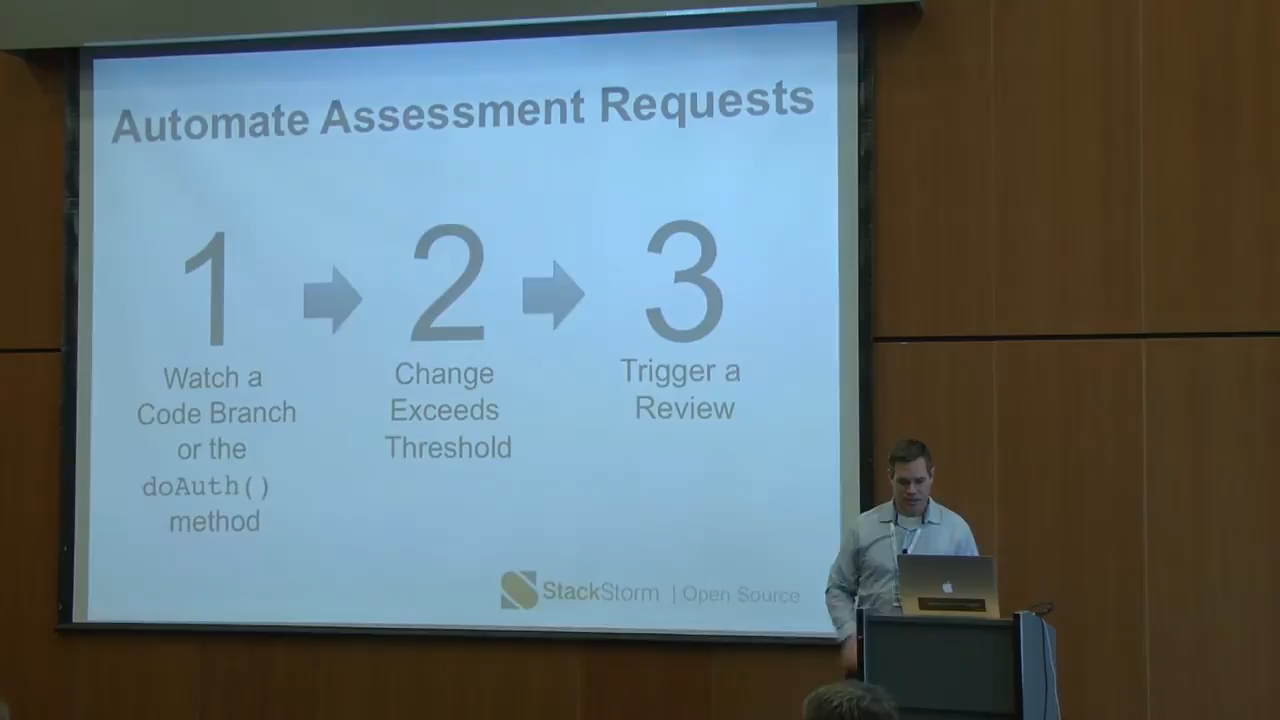 Automate Assessment Requests
1
Watch a
Code Branch
or the
doAuth()
method
2
Change
Exceeds
Threshold
3
Trigger a
Review
StackStorm | Open Source